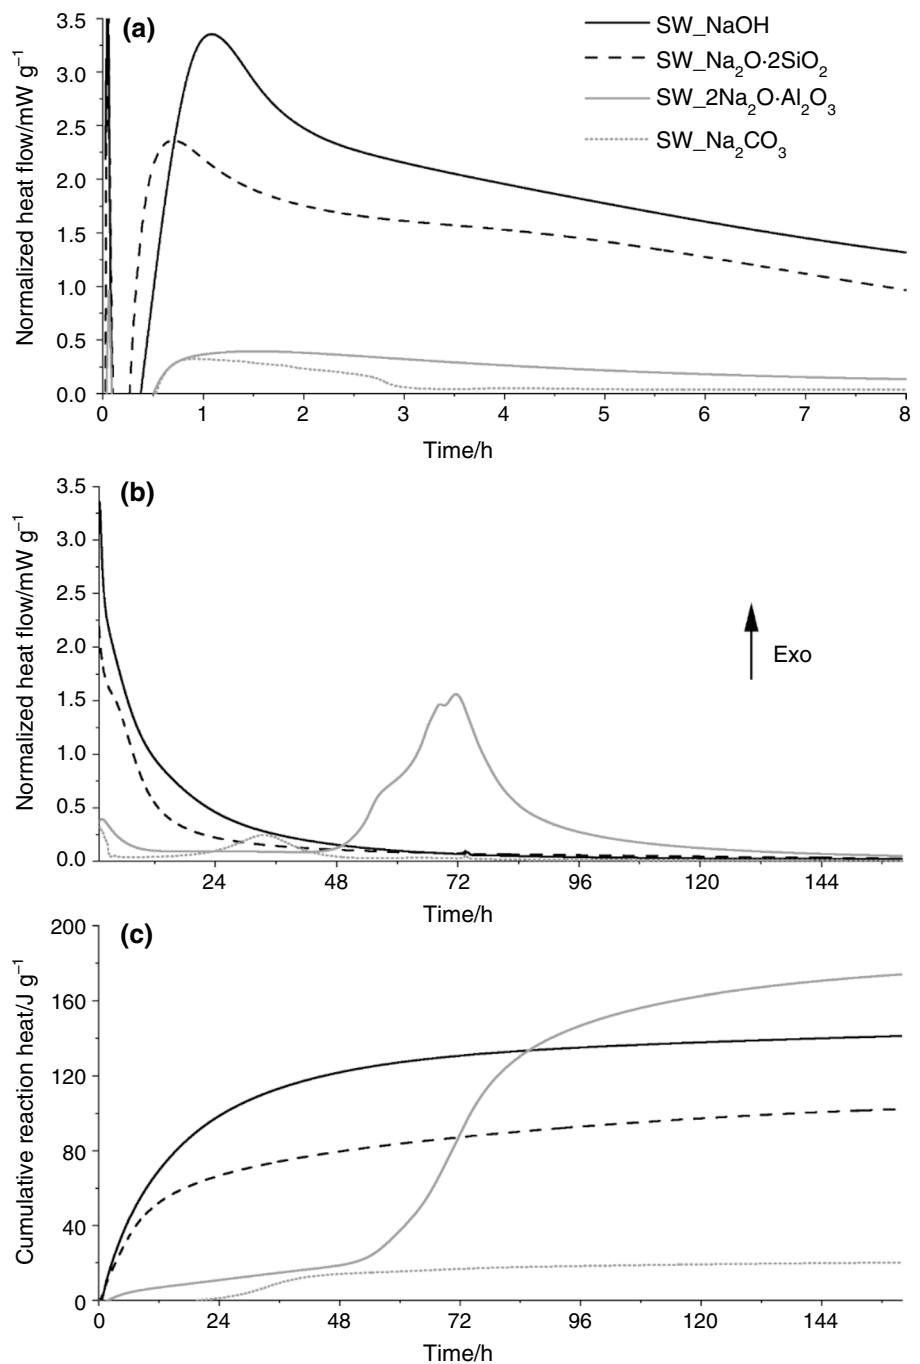 (a)
SW_NaOH
SW_Na₂O·2SiO₂
SW_2Na₂O·Al₂O₃
SW_Na₂CO₃
Normalized heat flow/mW g⁻¹
3.5
3.0
2.5
2.0
1.5
1.0
0.5
0.0
0 1 2 3 4 5 6 7 8
Time/h
(b)
Normalized heat flow/mW g⁻¹
3.5
3.0
2.5
2.0
1.5
1.0
0.5
0.0
Exo
24 48 72 96 120 144
Time/h
(c)
Cumulative reaction heat/J g⁻¹
200
160
120
80
40
0
0 24 48 72 96 120 144
Time/h